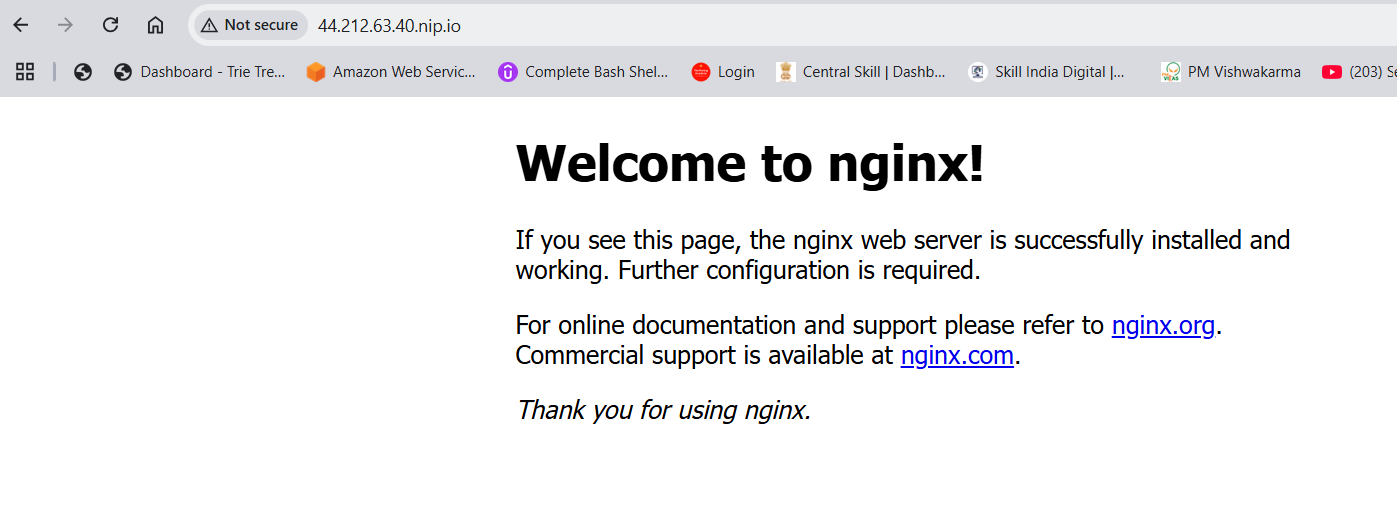 Not secure 44.212.63.40.nip.io
Dashboard - Trie Tre... Amazon Web Servic... Complete Bash Shel... Login Central Skill | Dashb... Skill India Digital |... PM Vishwakarma (203) Se
Welcome to nginx!
If you see this page, the nginx web server is successfully installed and
working. Further configuration is required.
For online documentation and support please refer to nginx.org.
Commercial support is available at nginx.com.
Thank you for using nginx.